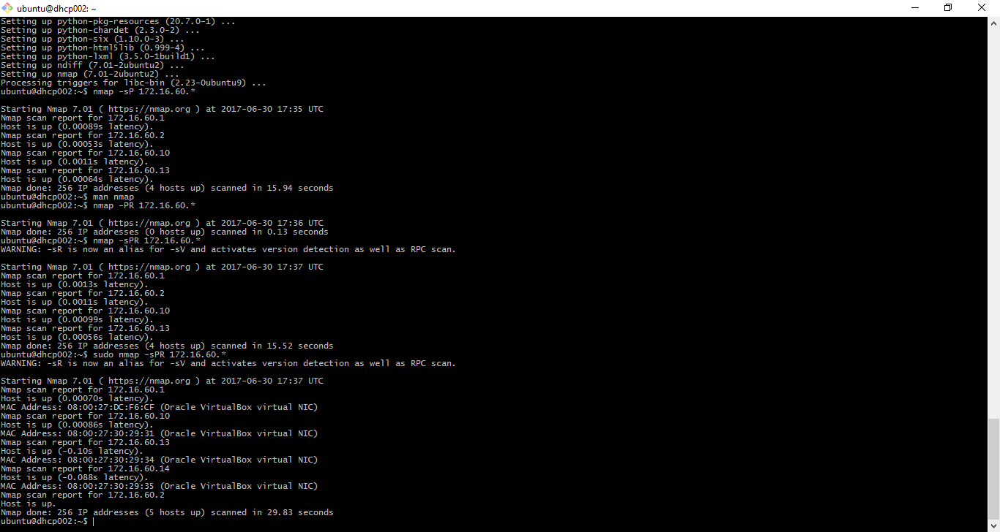 ubuntu@dhcp002: ~
Setting up python-pkg-resources (20.7.0-1) ...
Setting up python-chardet (2.3.0-2) ...
Setting up python-six (1.10.0-3) ...
Setting up python-html5lib (0.999-4) ...
Setting up python-lxml (3.5.0-1build1) ...
Setting up ndiff (7.01-2ubuntu2) ...
Setting up nmap (7.01-2ubuntu2) ...
Processing triggers for libc-bin (2.23-0ubuntu9) ...
ubuntu@dhcp002:~$ nmap -sP 172.16.60.*
Starting Nmap 7.01 ( https://nmap.org ) at 2017-06-30 17:35 UTC
Nmap scan report for 172.16.60.1
Host is up (0.00089s latency).
Nmap scan report for 172.16.60.2
Host is up (0.00053s latency).
Nmap scan report for 172.16.60.10
Host is up (0.0011s latency).
Nmap scan report for 172.16.60.13
Host is up (0.00064s latency).
Nmap done: 256 IP addresses (4 hosts up) scanned in 15.94 seconds
ubuntu@dhcp002:~$ man nmap
ubuntu@dhcp002:~$ nmap -PR 172.16.60.*
Starting Nmap 7.01 ( https://nmap.org ) at 2017-06-30 17:36 UTC
Nmap done: 256 IP addresses (0 hosts up) scanned in 0.13 seconds
ubuntu@dhcp002:~$ nmap -sPR 172.16.60.*
WARNING: -sR is now an alias for -sV and activates version detection as well as RPC scan.
Starting Nmap 7.01 ( https://nmap.org ) at 2017-06-30 17:37 UTC
Nmap scan report for 172.16.60.1
Host is up (0.0013s latency).
Nmap scan report for 172.16.60.2
Host is up (0.0011s latency).
Nmap scan report for 172.16.60.10
Host is up (0.00099s latency).
Nmap scan report for 172.16.60.13
Host is up (0.00056s latency).
Nmap done: 256 IP addresses (4 hosts up) scanned in 15.52 seconds
ubuntu@dhcp002:~$ sudo nmap -sPR 172.16.60.*
WARNING: -sR is now an alias for -sV and activates version detection as well as RPC scan.
Starting Nmap 7.01 ( https://nmap.org ) at 2017-06-30 17:37 UTC
Nmap scan report for 172.16.60.1
Host is up (0.00070s latency).
MAC Address: 08:00:27:DC:F6:CF (Oracle VirtualBox virtual NIC)
Nmap scan report for 172.16.60.10
Host is up (0.00086s latency).
MAC Address: 08:00:27:30:29:31 (Oracle VirtualBox virtual NIC)
Nmap scan report for 172.16.60.13
Host is up (-0.10s latency).
MAC Address: 08:00:27:30:29:34 (Oracle VirtualBox virtual NIC)
Nmap scan report for 172.16.60.14
Host is up (-0.088s latency).
MAC Address: 08:00:27:30:29:35 (Oracle VirtualBox virtual NIC)
Nmap scan report for 172.16.60.2
Host is up.
Nmap done: 256 IP addresses (5 hosts up) scanned in 29.83 seconds
ubuntu@dhcp002:~$